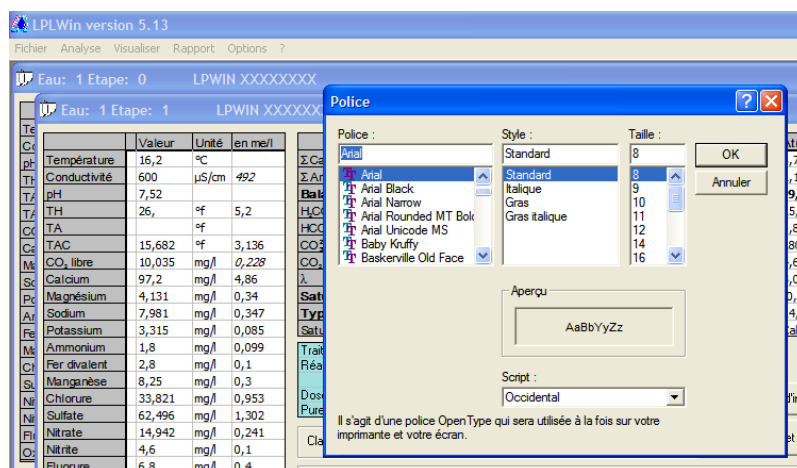 LPLWin version 5.13
Fichier Analyse Visualiser Rapport Options ?
Eau: 1 Etape: 0 LPWIN XXXXXXXX
Eau: 1 Etape: 1 LPWIN XXXXXX
Valeur Unité en me/l
Température 16,2 °C
Conductivité 600 µS/cm 492
pH 7,52
TH 26, °f 5,2
TA °f
TAC 15,682 °f 3,136
CO₂ libre 10,035 mg/l 0,228
Calcium 97,2 mg/l 4,86
Magnésium 4,131 mg/l 0,34
Sodium 7,981 mg/l 0,347
Potassium 3,315 mg/l 0,085
Ammonium 1,8 mg/l 0,099
Fer divalent 2,8 mg/l 0,1
Manganèse 8,25 mg/l 0,3
Chlorure 33,821 mg/l 0,953
Sulfate 62,496 mg/l 1,302
Nitrate 14,942 mg/l 0,241
Nitrite 4,6 mg/l 0,1
Fluorure 6,8 mg/l 0,4
Police
Police : Style : Taille :
Arial Standard 8 OK
Arial Standard 8 Annuler
Arial Black Italique 9
Arial Narrow Gras 10
Arial Rounded MT Bold Gras italique 11
Arial Unicode MS 12
Baby Kruffy 14
Baskerville Old Face 16
Aperçu
AaBbYyZz
Script :
Occidental
Il s'agit d'une police OpenType qui sera utilisée à la fois sur votre
imprimante et votre écran.